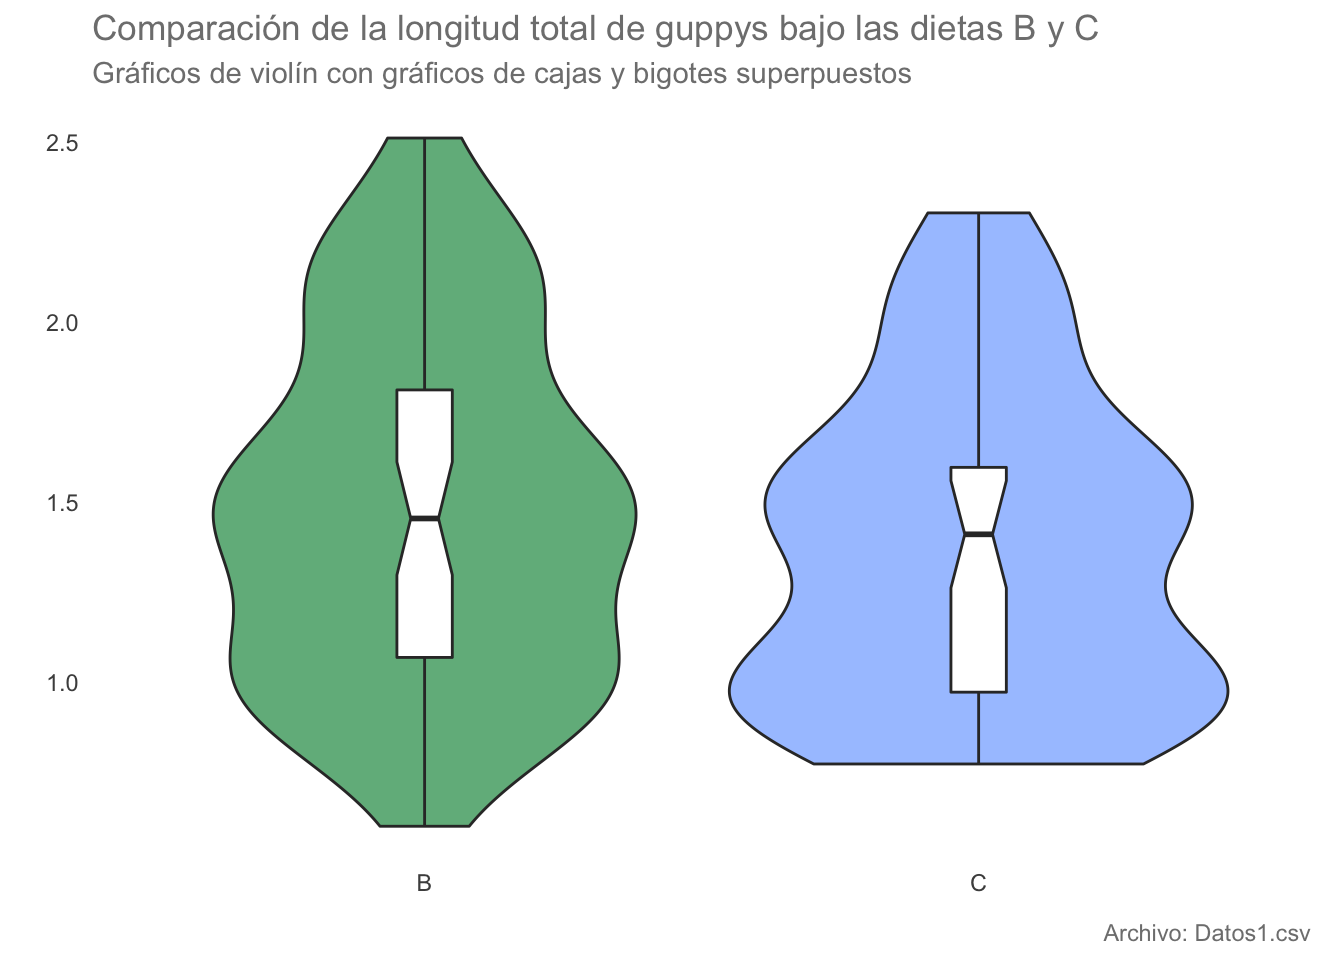 Comparación de la longitud total de guppys bajo las dietas B y C
Gráficos de violín con gráficos de cajas y bigotes superpuestos
2.5
2.0
1.5
1.0
B
C
Archivo: Datos1.csv